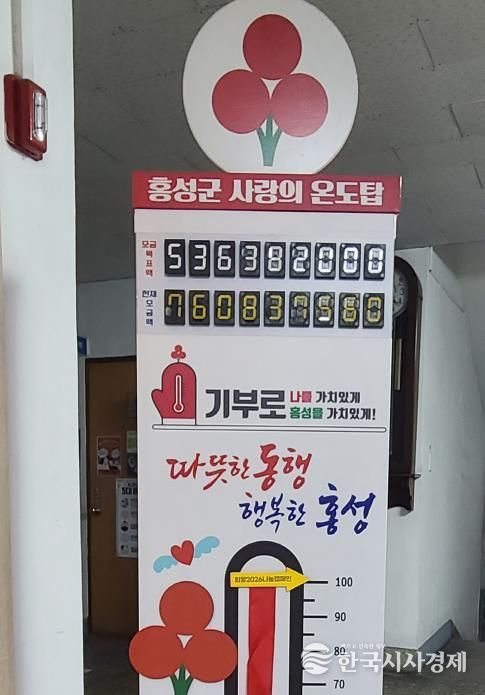 홍성군 사랑의 온도탑
모금
목표액
536382000
현재
모금액
760837560
기부로 나를 가치있게
홍성을 가치있게!
따뜻한 동행
행복한 홍성
희망2026나눔캠페인
100
90
80
70
한국시사경제